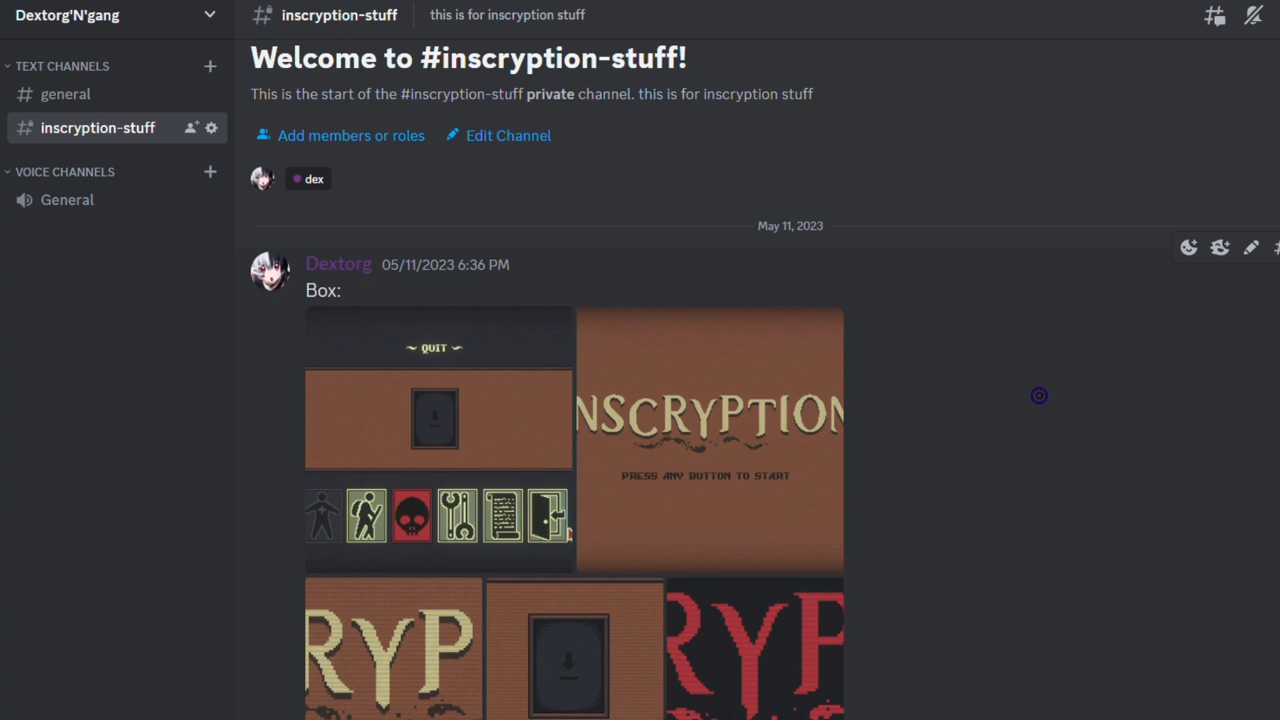 Dextorg'N'gang
inscryption-stuff
this is for inscription stuff
TEXT CHANNELS
general
inscryption-stuff
VOICE CHANNELS
General
Welcome to #inscryption-stuff!
This is the start of the #inscryption-stuff private channel. this is for inscryption stuff
Add members or roles
Edit Channel
dex
May 11, 2023
Dextorg 05/11/2023 6:36 PM
Box:
QUIT
NSCRYPTION
PRESS ANY BUTTON TO START
RYP
RYP